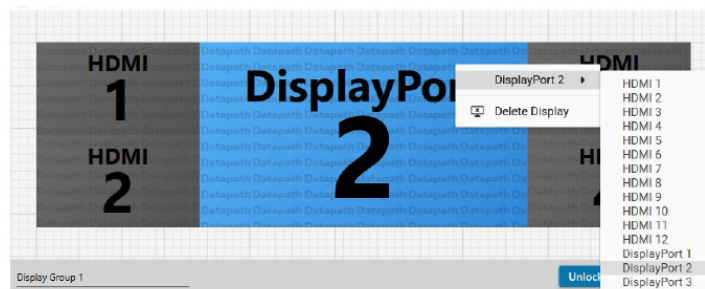 HDMI
1
HDMI
2
DisplayPor
2
HDMI
DisplayPort 2
Delete Display
HDMI 1
HDMI 2
HDMI 3
HDMI 4
HDMI 5
HDMI 6
HDMI 7
HDMI 8
HDMI 9
HDMI 10
HDMI 11
HDMI 12
DisplayPort 1
DisplayPort 2
DisplayPort 3
Display Group 1
Unlock